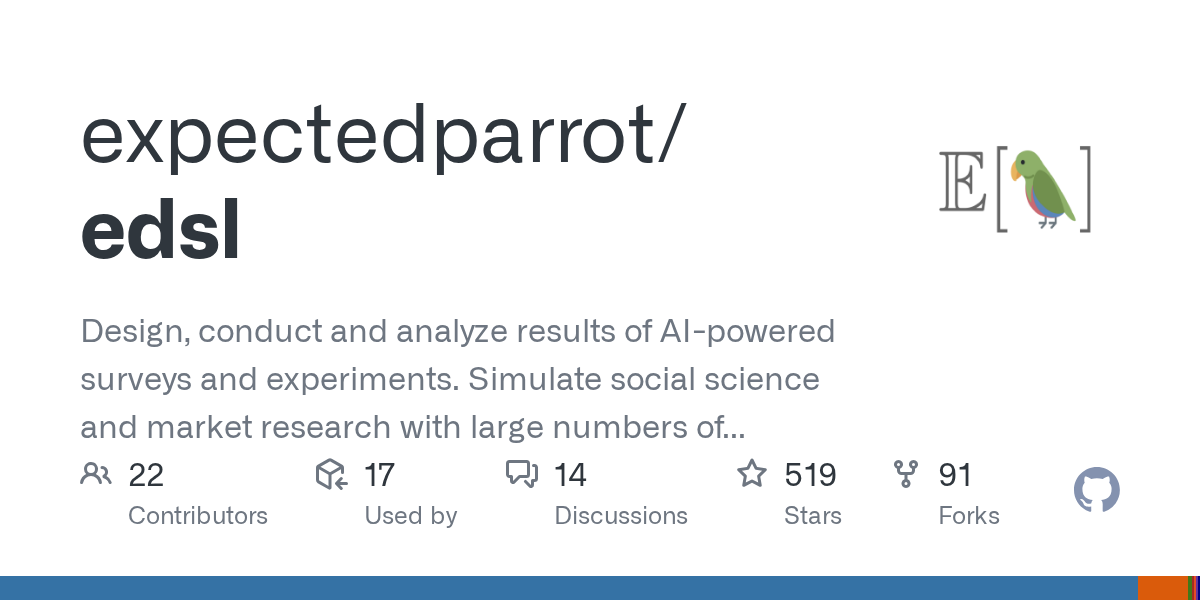 expectedparrot/
edsl
𝔼[🦜]
Design, conduct and analyze results of AI-powered
surveys and experiments. Simulate social science
and market research with large numbers of...
22
Contributors
17
Used by
14
Discussions
519
Stars
91
Forks